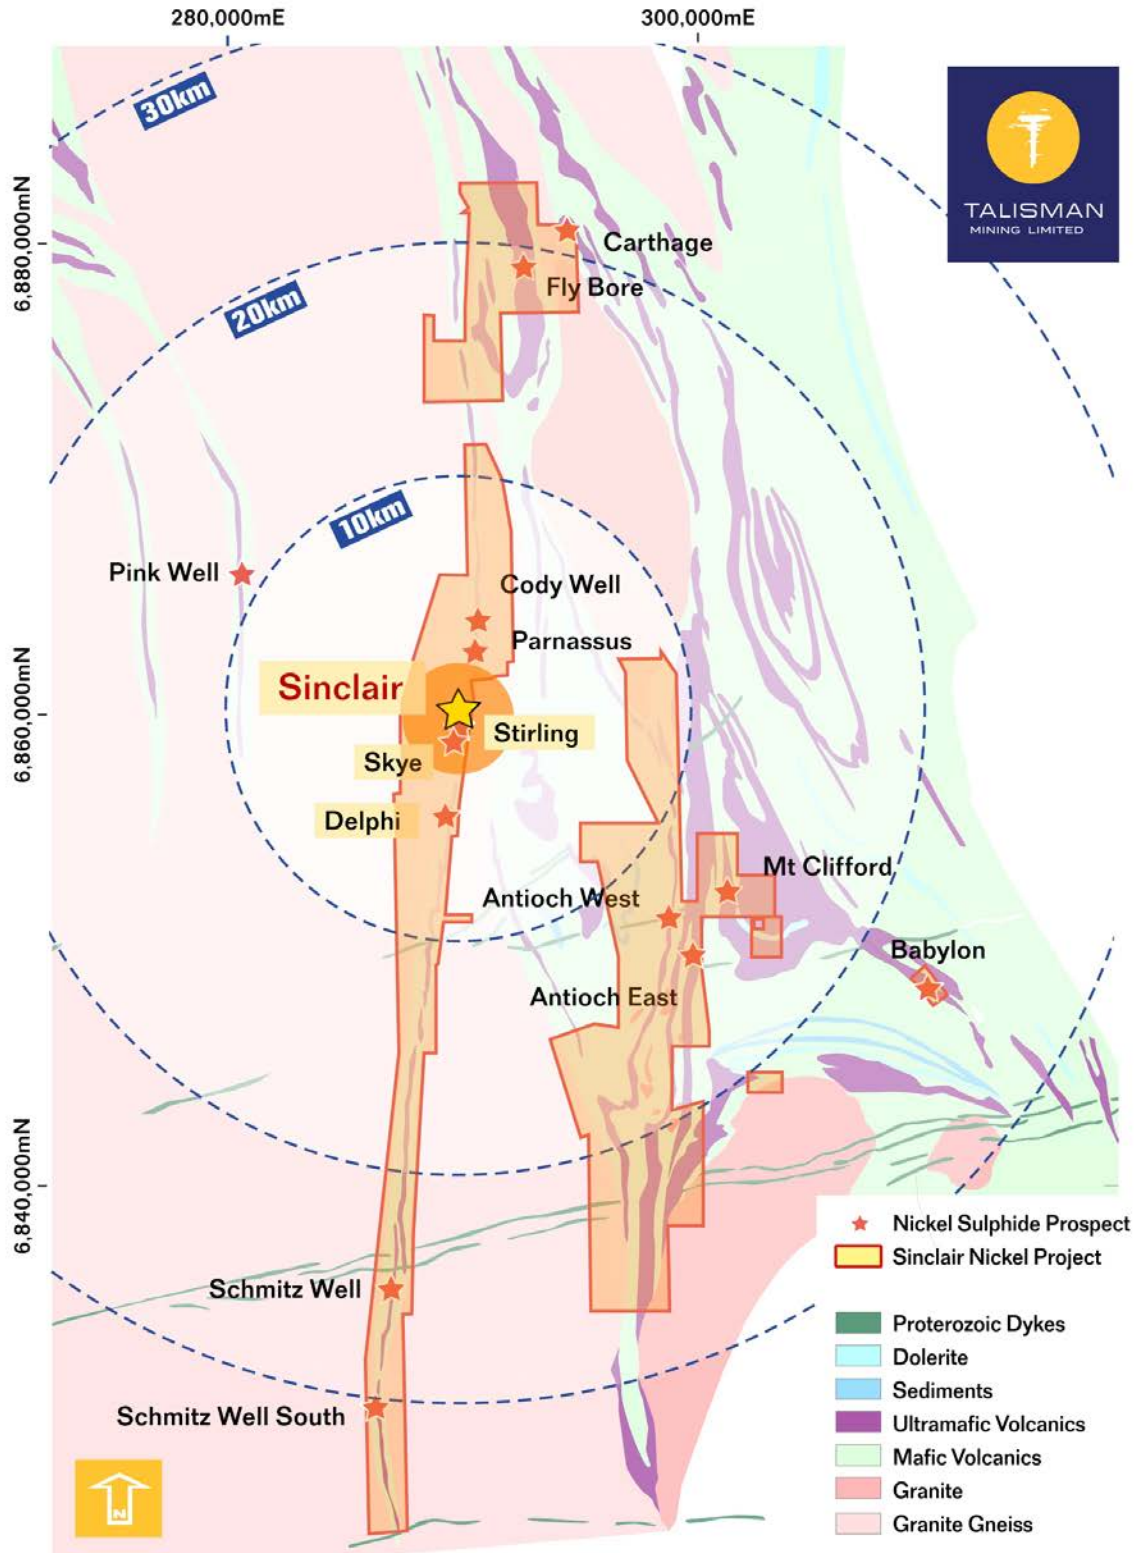 280,000mE
300,000mE
30km
TALISMAN
MINING LIMITED
6,880,000mN
Carthage
Fly Bore
20km
10km
Pink Well
Cody Well
Parnassus
Sinclair
6,860,000mN
Stirling
Skye
Delphi
Mt Clifford
Antioch West
Babylon
Antioch East
6,840,000mN
Nickel Sulphide Prospect
Sinclair Nickel Project
Schmitz Well
Proterozoic Dykes
Dolerite
Sediments
Schmitz Well South
Ultramafic Volcanics
Mafic Volcanics
Granite
Granite Gneiss
N